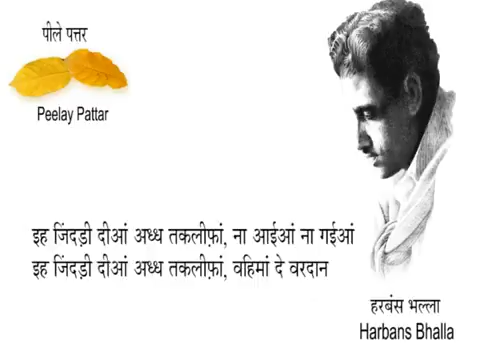 पीले पत्तर
Peelay Pattar
इह जिंदड़ी दीआं अध्ध तकलीफ़ां, ना आईआं ना गईआं
इह जिंदड़ी दीआं अध्ध तकलीफ़ां, वहिमां दे वरदान
हरबंस भल्ला
Harbans Bhalla